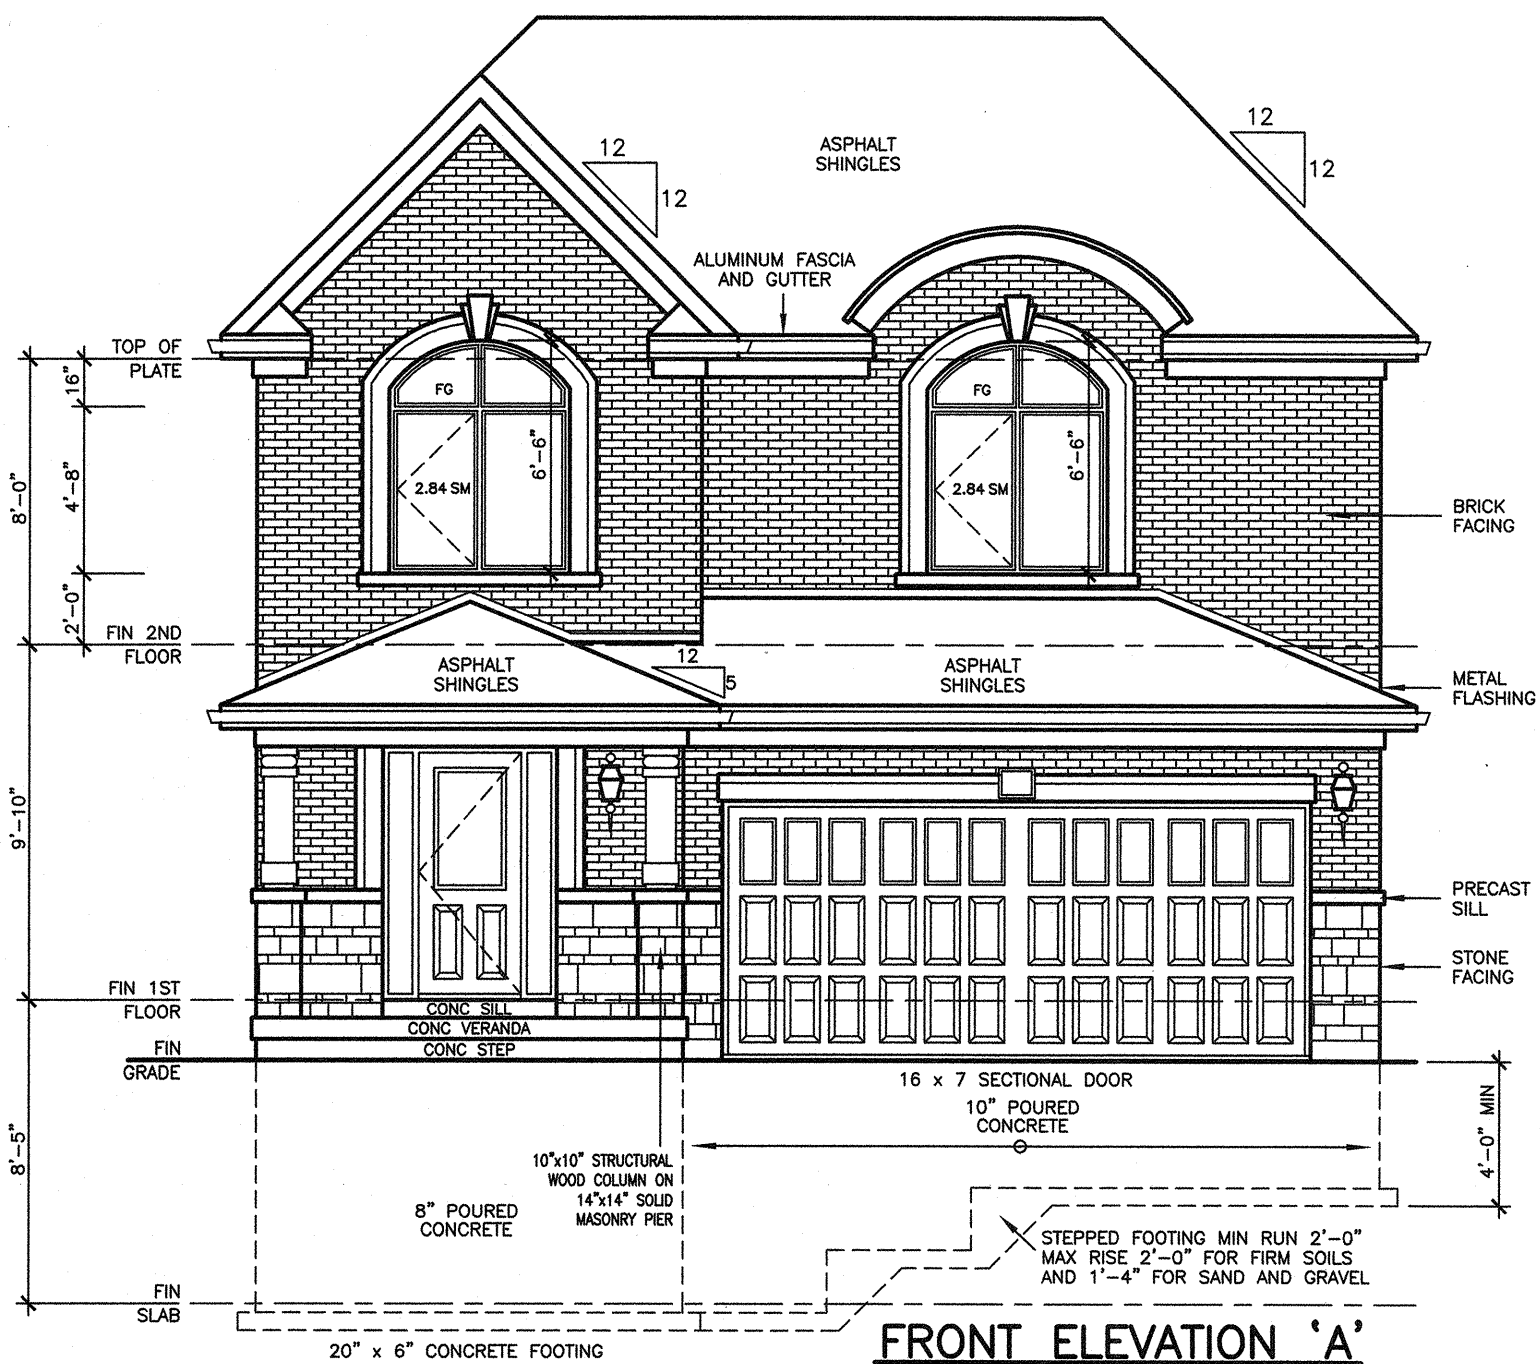 12
12
ASPHALT
SHINGLES
12
12
ALUMINUM FASCIA
AND GUTTER
TOP OF
PLATE
16"
FG
FG
8'-0"
4'-8"
6'-6"
6'-6"
2.84 SM
2.84 SM
BRICK
FACING
2'-0"
FIN 2ND
FLOOR
ASPHALT
SHINGLES
12
5
ASPHALT
SHINGLES
METAL
FLASHING
9'-10"
PRECAST
SILL
STONE
FACING
FIN 1ST
FLOOR
CONC SILL
CONC VERANDA
CONC STEP
FIN
GRADE
16 x 7 SECTIONAL DOOR
10" POURED
CONCRETE
4'-0" MIN
8'-5"
10"x10" STRUCTURAL
WOOD COLUMN ON
14"x14" SOLID
MASONRY PIER
8" POURED
CONCRETE
STEPPED FOOTING MIN RUN 2'-0"
MAX RISE 2'-0" FOR FIRM SOILS
AND 1'-4" FOR SAND AND GRAVEL
FIN
SLAB
20" x 6" CONCRETE FOOTING
FRONT ELEVATION 'A'